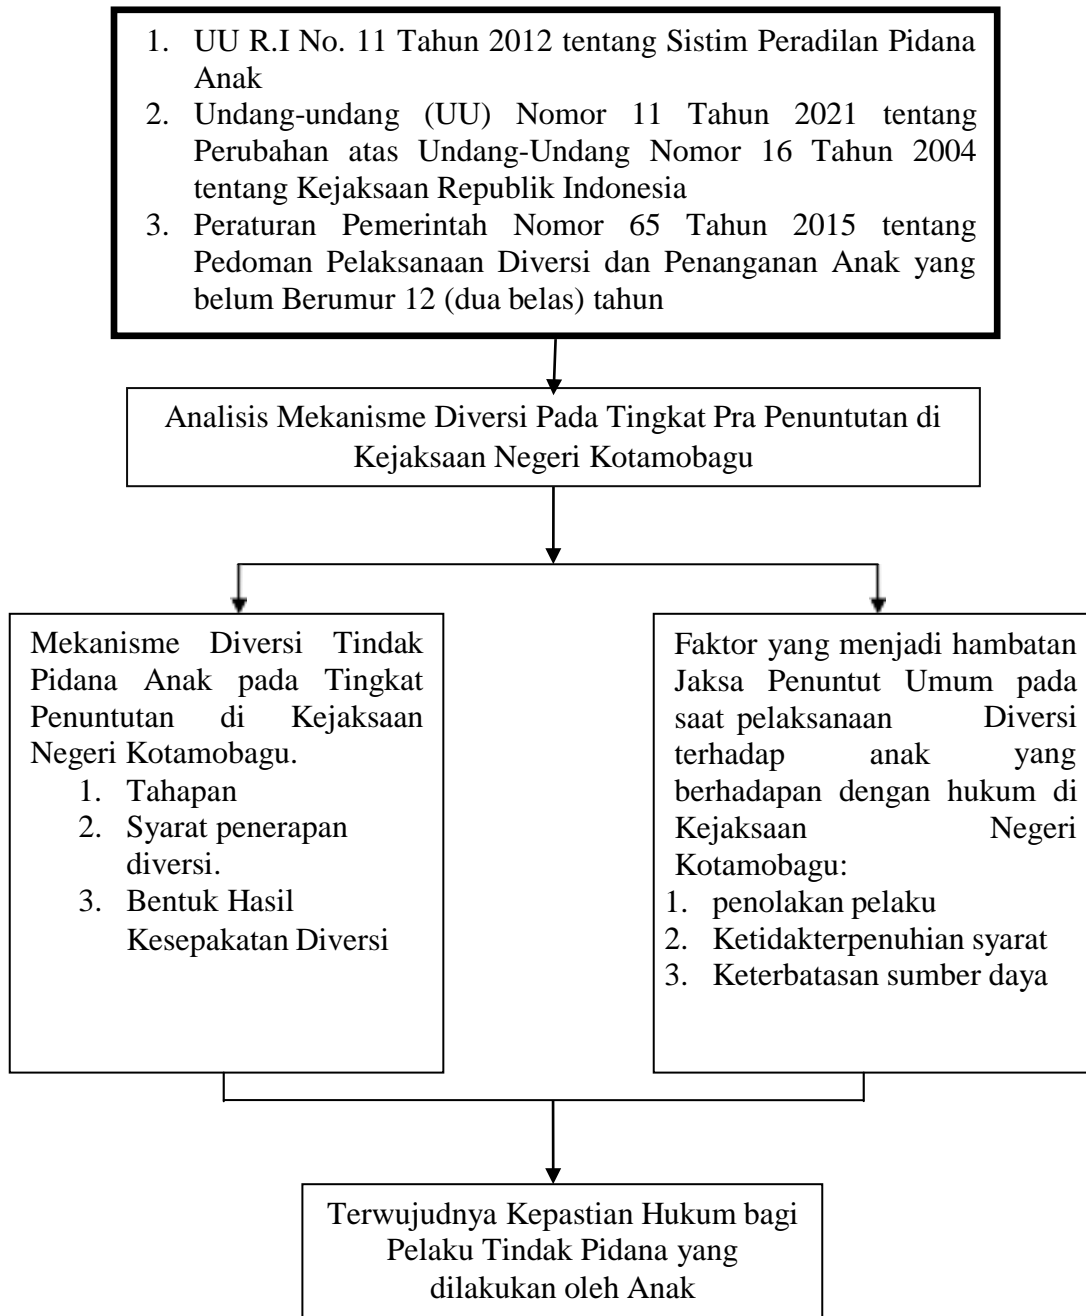 1. UU R.I No. 11 Tahun 2012 tentang Sistim Peradilan Pidana
Anak
2. Undang-undang (UU) Nomor 11 Tahun 2021 tentang
Perubahan atas Undang-Undang Nomor 16 Tahun 2004
tentang Kejaksaan Republik Indonesia
3. Peraturan Pemerintah Nomor 65 Tahun 2015 tentang
Pedoman Pelaksanaan Diversi dan Penanganan Anak yang
belum Berumur 12 (dua belas) tahun
Analisis Mekanisme Diversi Pada Tingkat Pra Penuntutan di
Kejaksaan Negeri Kotamobagu
Mekanisme Diversi Tindak
Pidana Anak pada Tingkat
Penuntutan di Kejaksaan
Negeri Kotamobagu.
1. Tahapan
2. Syarat penerapan
diversi.
3. Bentuk Hasil
Kesepakatan Diversi
Faktor yang menjadi hambatan
Jaksa Penuntut Umum pada
saat pelaksanaan Diversi
terhadap anak yang
berhadapan dengan hukum di
Kejaksaan Negeri
Kotamobagu:
1. penolakan pelaku
2. Ketidakterpenuhian syarat
3. Keterbatasan sumber daya
Terwujudnya Kepastian Hukum bagi
Pelaku Tindak Pidana yang
dilakukan oleh Anak